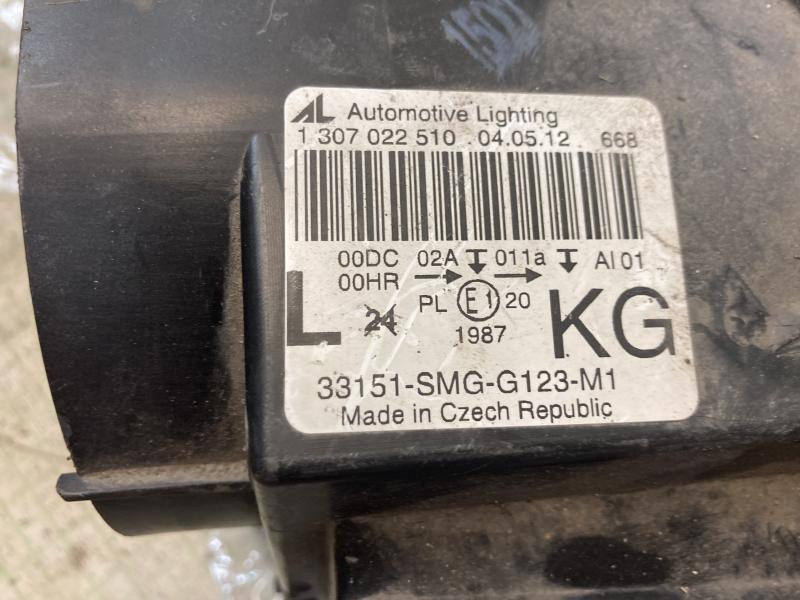 AL Automotive Lighting
1 307 022 510 04.05.12 668
00DC 02A 011a AI 01
00HR
L 24 PL E1 20 KG
1987
33151-SMG-G123-M1
Made in Czech Republic